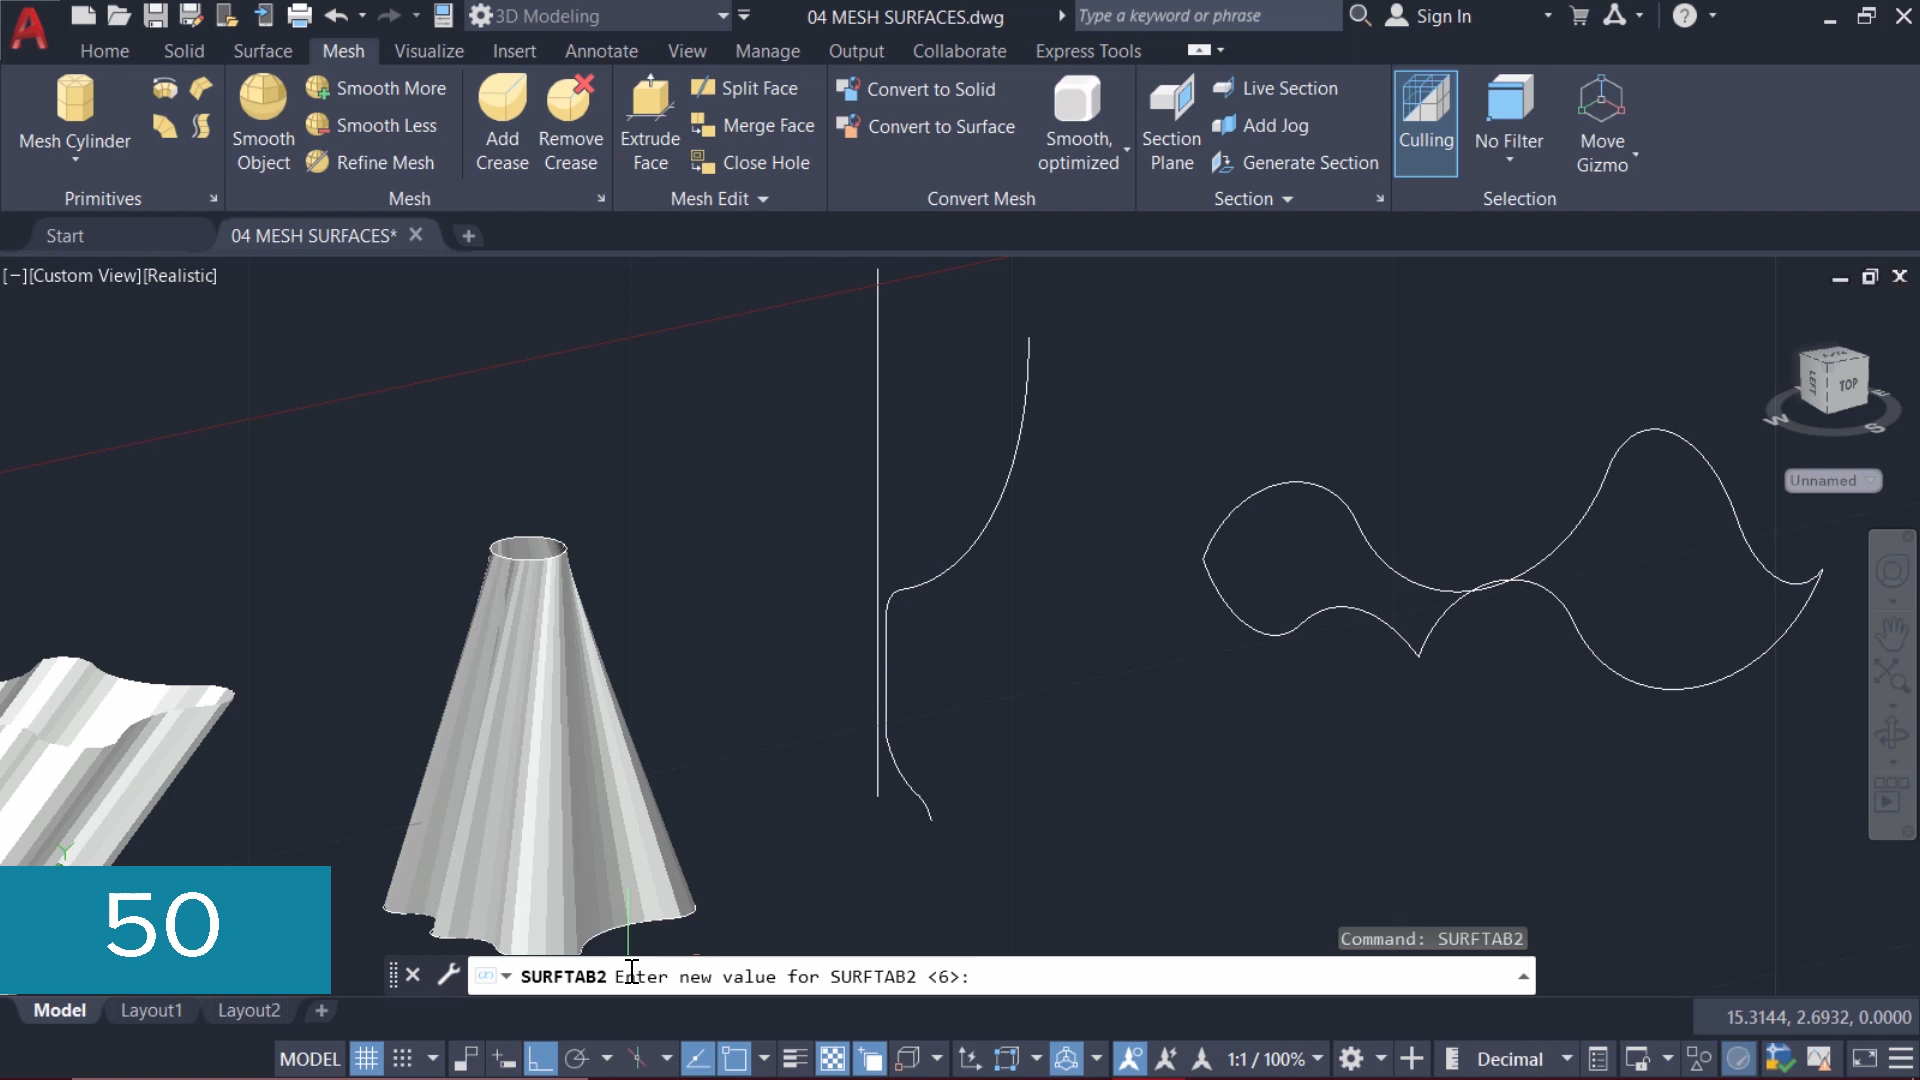 3D Modeling
04 MESH SURFACES.dwg
Type a keyword or phrase
Sign In
Home Solid Surface Mesh Visualize Insert Annotate View Manage Output Collaborate Express Tools
Mesh Cylinder
Primitives
Smooth Object
Smooth More
Smooth Less
Refine Mesh
Add Crease
Remove Crease
Mesh
Extrude Face
Split Face
Merge Face
Close Hole
Mesh Edit
Convert to Solid
Convert to Surface
Smooth, optimized
Convert Mesh
Section Plane
Live Section
Add Jog
Generate Section
Section
Culling
No Filter
Move Gizmo
Selection
Start
04 MESH SURFACES*
[−][Custom View][Realistic]
LEFT
TOP
W
S
Unnamed
Y
50
Command: SURFTAB2
SURFTAB2 Enter new value for SURFTAB2 <6>:
Model Layout1 Layout2
15.3144, 2.6932, 0.0000
MODEL
1:1 / 100%
Decimal